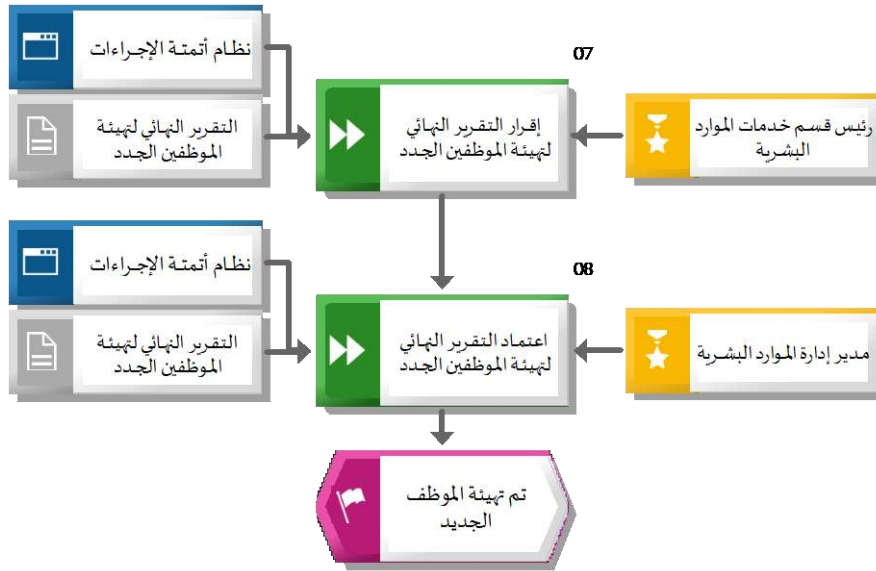 07
رئيس قسم خدمات الموارد
البشرية
إقرار التقرير النهائي
لتهيئة الموظفين الجدد
نظام أتمتة الإجراءات
التقرير النهائي لتهيئة
الموظفين الجدد
08
مدير إدارة الموارد البشرية
اعتماد التقرير النهائي
لتهيئة الموظفين الجدد
نظام أتمتة الإجراءات
التقرير النهائي لتهيئة
الموظفين الجدد
تم تهيئة الموظف
الجديد